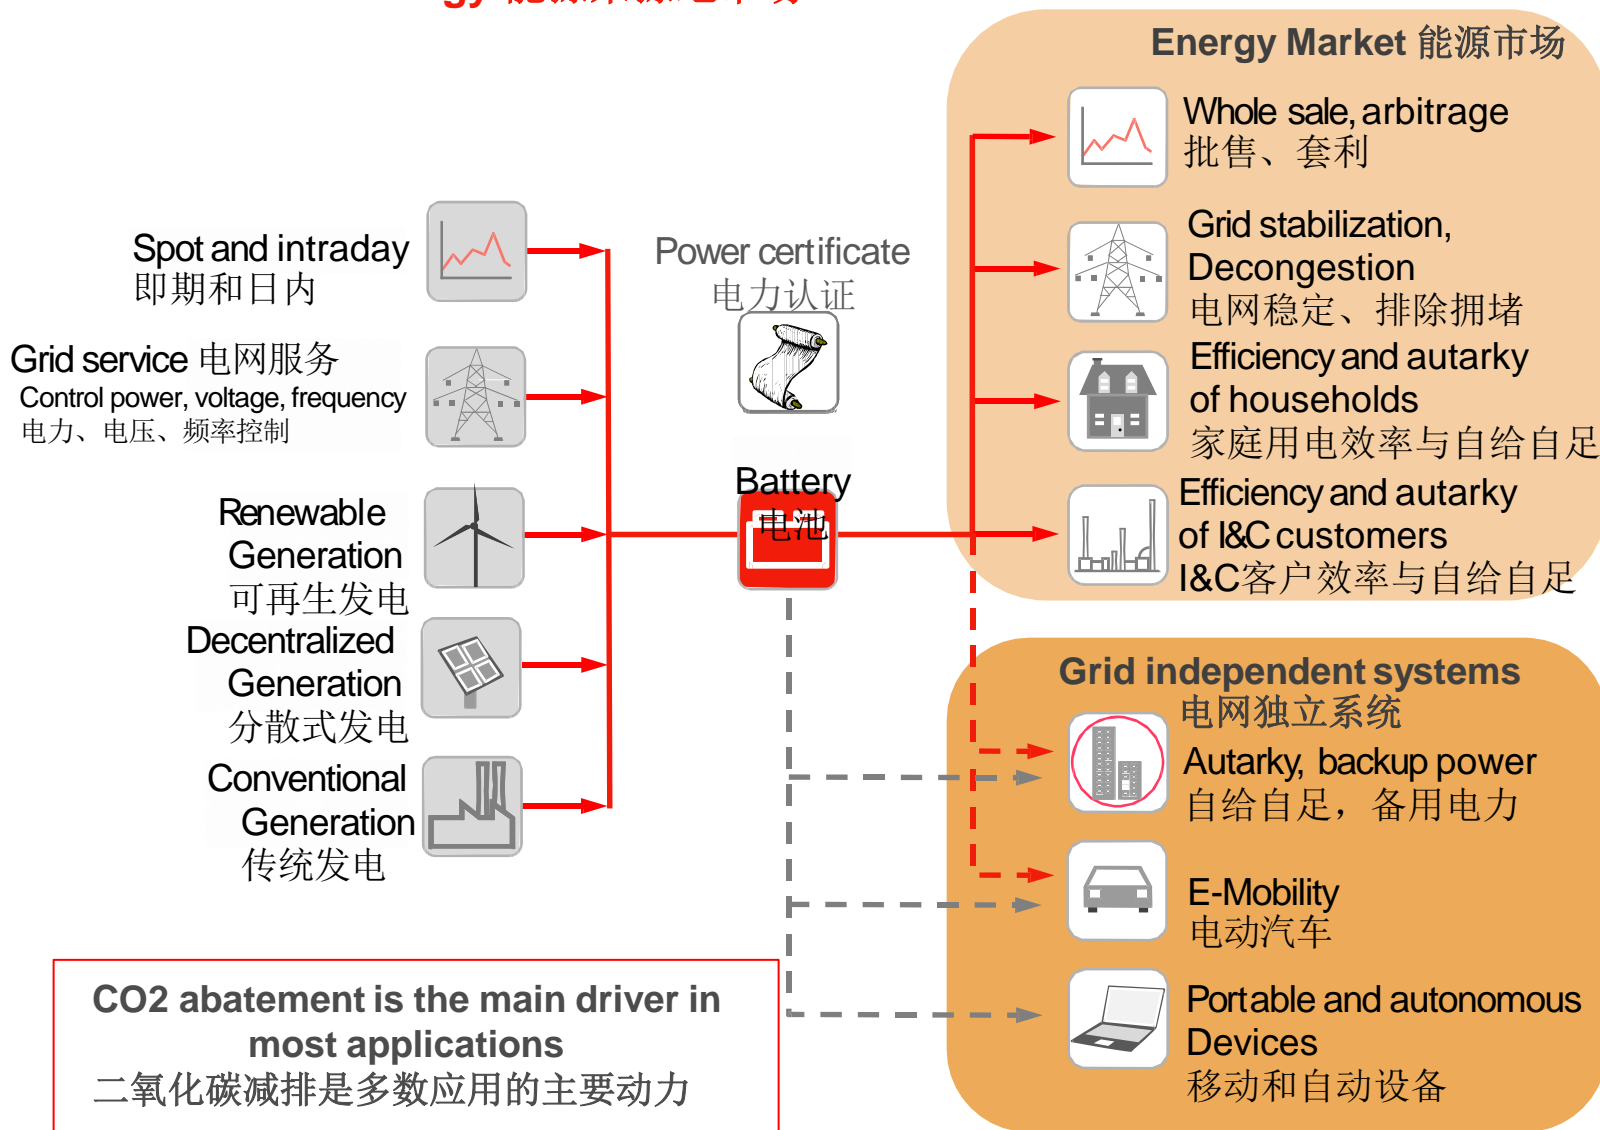 Energy Market 能源市场
Whole sale, arbitrage
批售、套利
Grid stabilization,
Decongestion
电网稳定、排除拥堵
Efficiency and autarky
of households
家庭用电效率与自给自足
Efficiency and autarky
of I&C customers
I&C客户效率与自给自足
Spot and intraday
即期和日内
Grid service 电网服务
Control power, voltage, frequency
电力、电压、频率控制
Renewable
Generation
可再生发电
Decentralized
Generation
分散式发电
Conventional
Generation
传统发电
Power certificate
电力认证
Battery
电池
Grid independent systems
电网独立系统
Autarky, backup power
自给自足，备用电力
E-Mobility
电动汽车
Portable and autonomous
Devices
移动和自动设备
CO2 abatement is the main driver in
most applications
二氧化碳减排是多数应用的主要动力